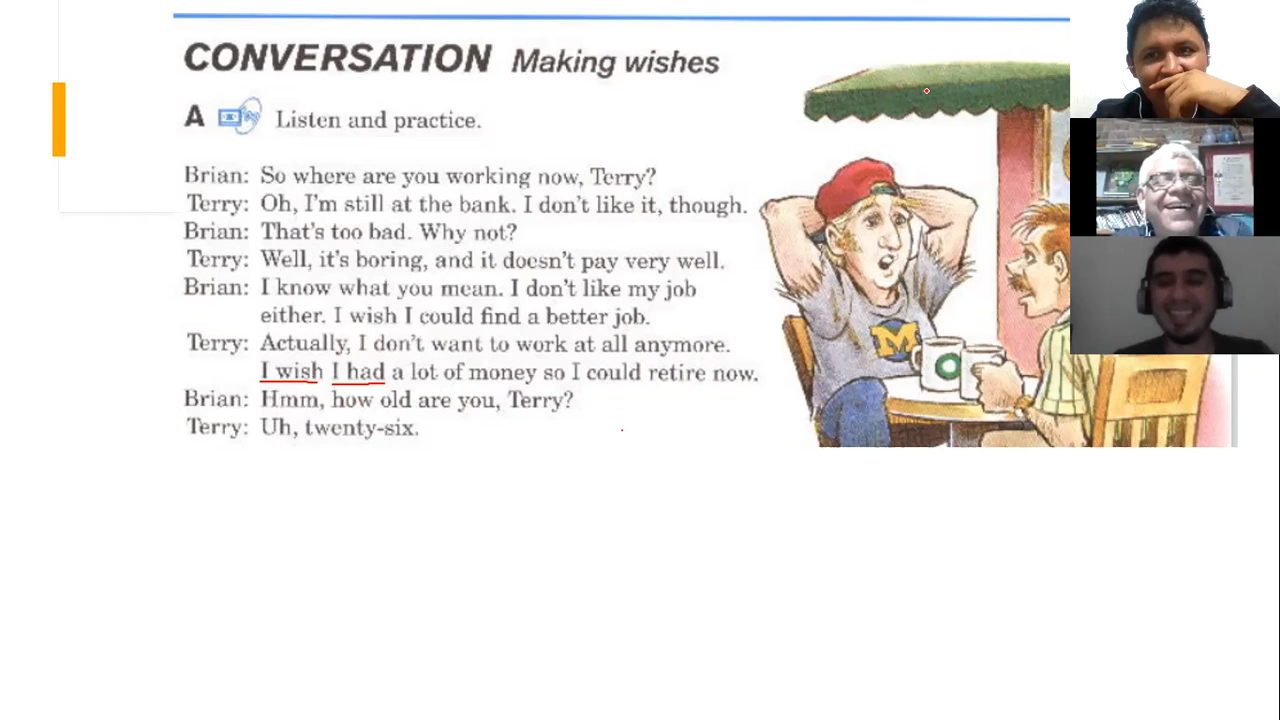 CONVERSATION Making wishes
A Listen and practice.
Brian: So where are you working now, Terry?
Terry: Oh, I'm still at the bank. I don't like it, though.
Brian: That's too bad. Why not?
Terry: Well, it's boring, and it doesn't pay very well.
Brian: I know what you mean. I don't like my job
either. I wish I could find a better job.
Terry: Actually, I don't want to work at all anymore.
I wish I had a lot of money so I could retire now.
Brian: Hmm, how old are you, Terry?
Terry: Uh, twenty-six.
M